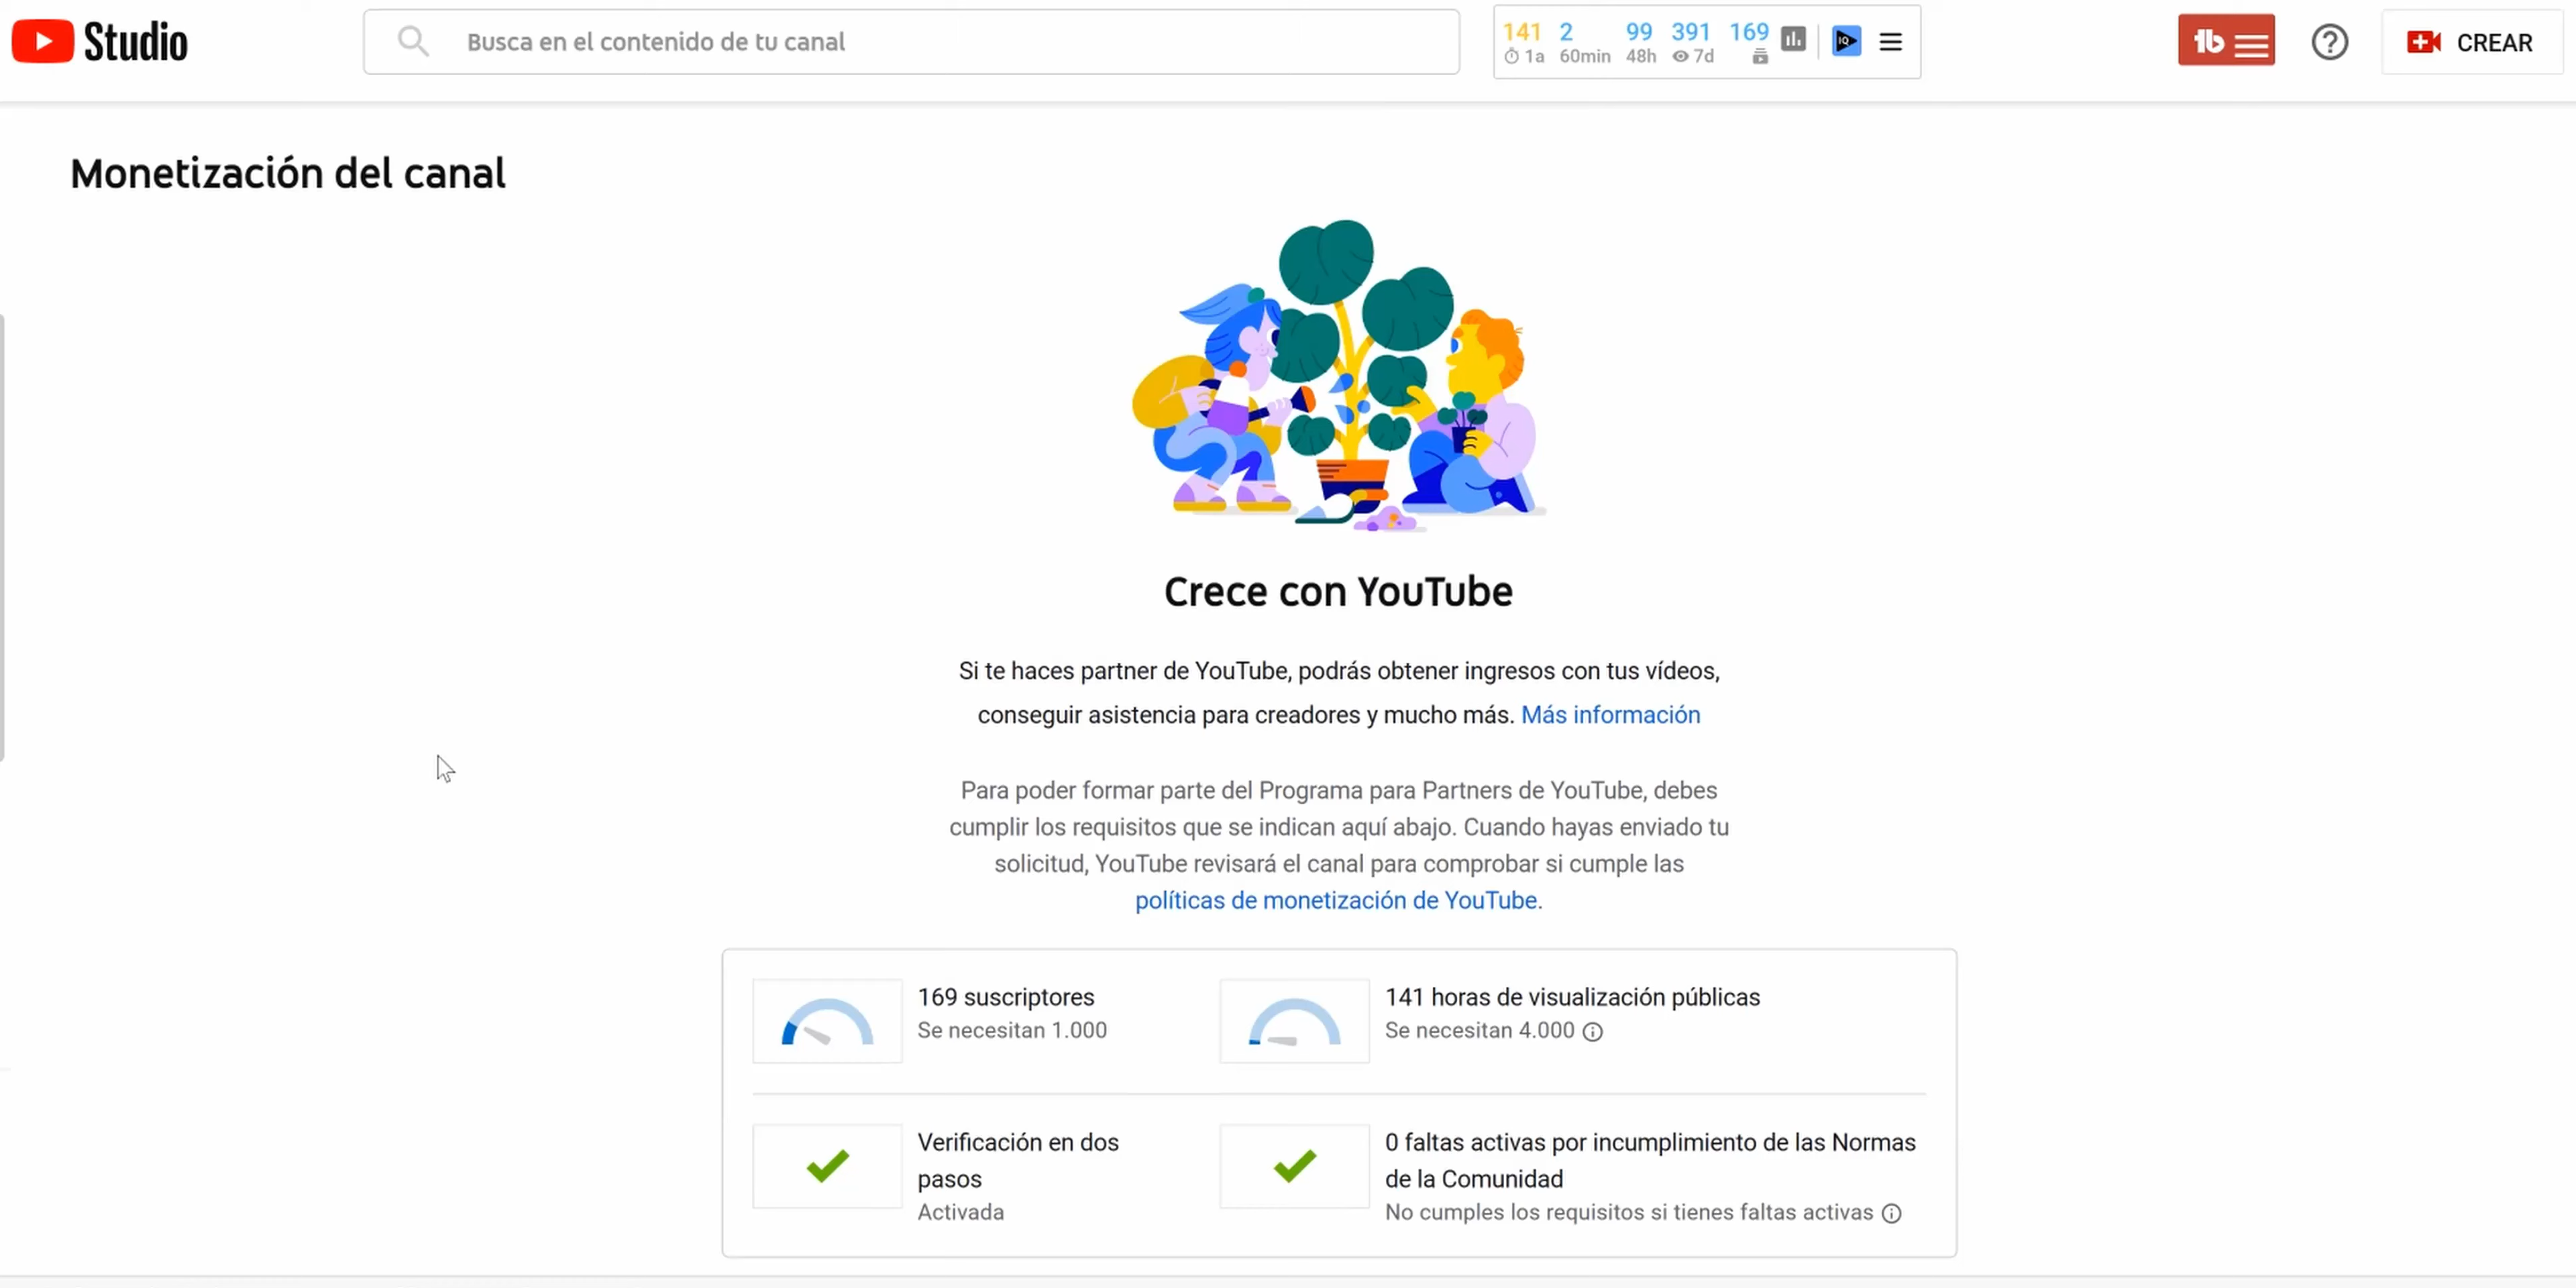 Studio
Busca en el contenido de tu canal
141 2 99 391 169
1a 60min 48h 7d
IQ
tb
CREAR
Monetización del canal
Crece con YouTube
Si te haces partner de YouTube, podrás obtener ingresos con tus vídeos,
conseguir asistencia para creadores y mucho más. Más información
Para poder formar parte del Programa para Partners de YouTube, debes
cumplir los requisitos que se indican aquí abajo. Cuando hayas enviado tu
solicitud, YouTube revisará el canal para comprobar si cumple las
políticas de monetización de YouTube.
169 suscriptores
Se necesitan 1.000
141 horas de visualización públicas
Se necesitan 4.000
Verificación en dos
pasos
Activada
0 faltas activas por incumplimiento de las Normas
de la Comunidad
No cumples los requisitos si tienes faltas activas